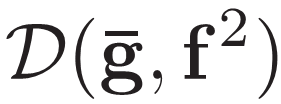 𝒟(𝐠̄, 𝐟²)